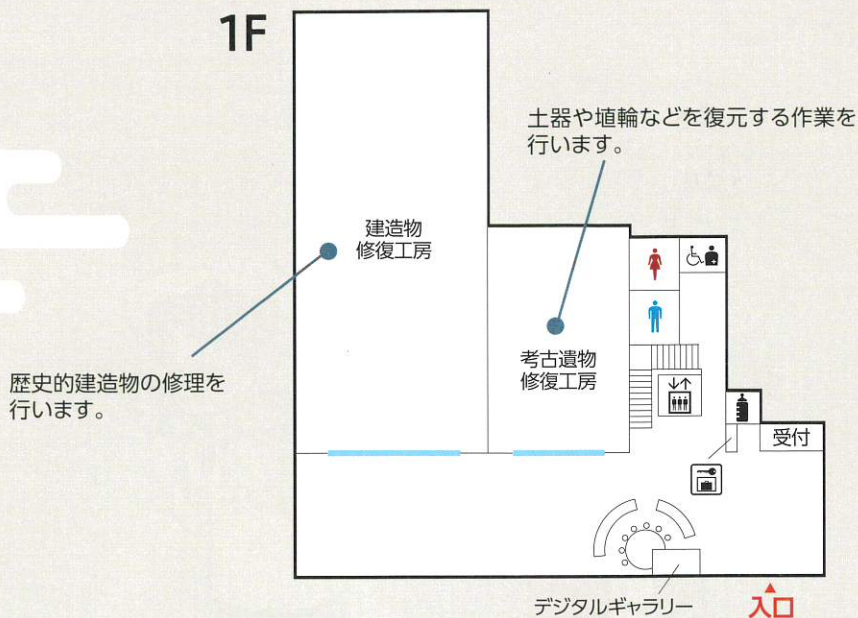 1F
土器や埴輪などを復元する作業を
行います。
建造物
修復工房
考古遺物
修復工房
歴史的建造物の修理を
行います。
受付
デジタルギャラリー
入口